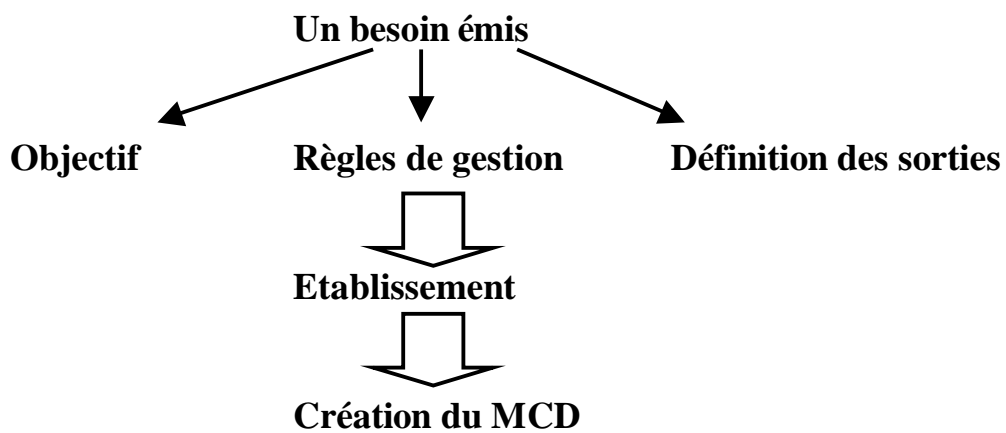 Un besoin émis
Objectif Règles de gestion Définition des sorties
Etablissement
Création du MCD